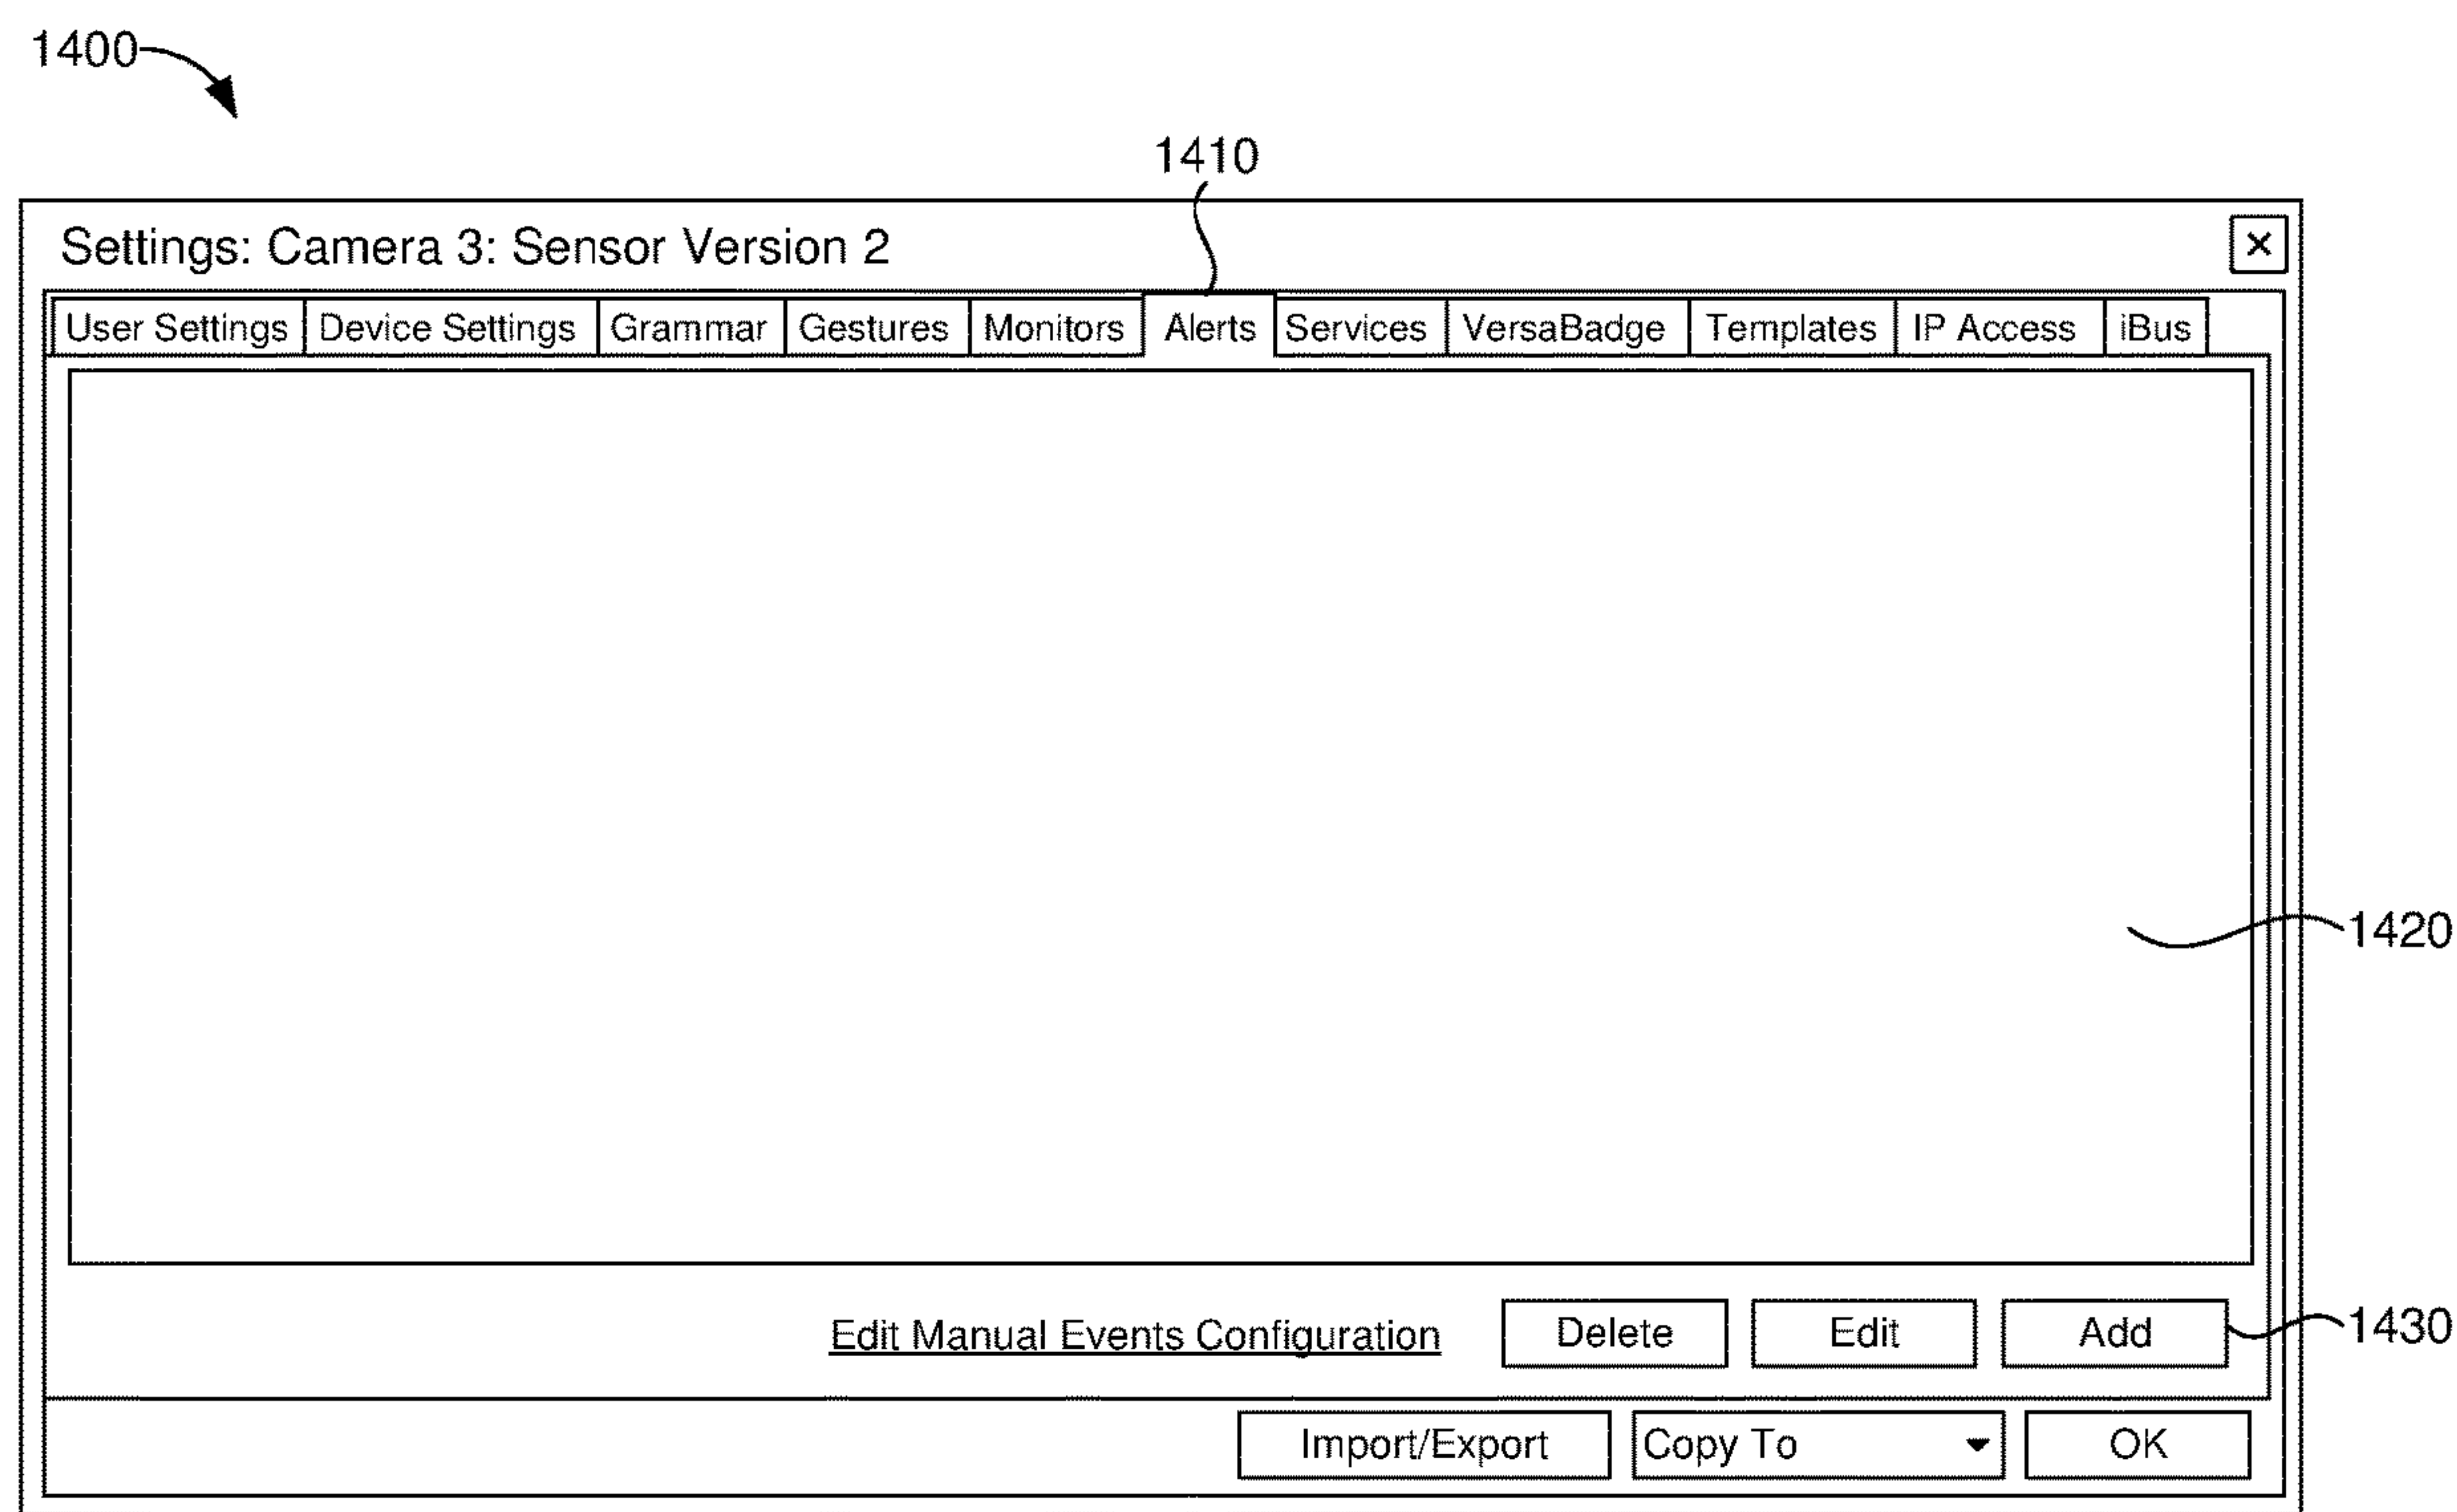 1400
1410
Settings: Camera 3: Sensor Version 2
User Settings Device Settings Grammar Gestures Monitors Alerts Services VersaBadge Templates IP Access iBus
1420
Edit Manual Events Configuration Delete Edit Add 1430
Import/Export Copy To OK